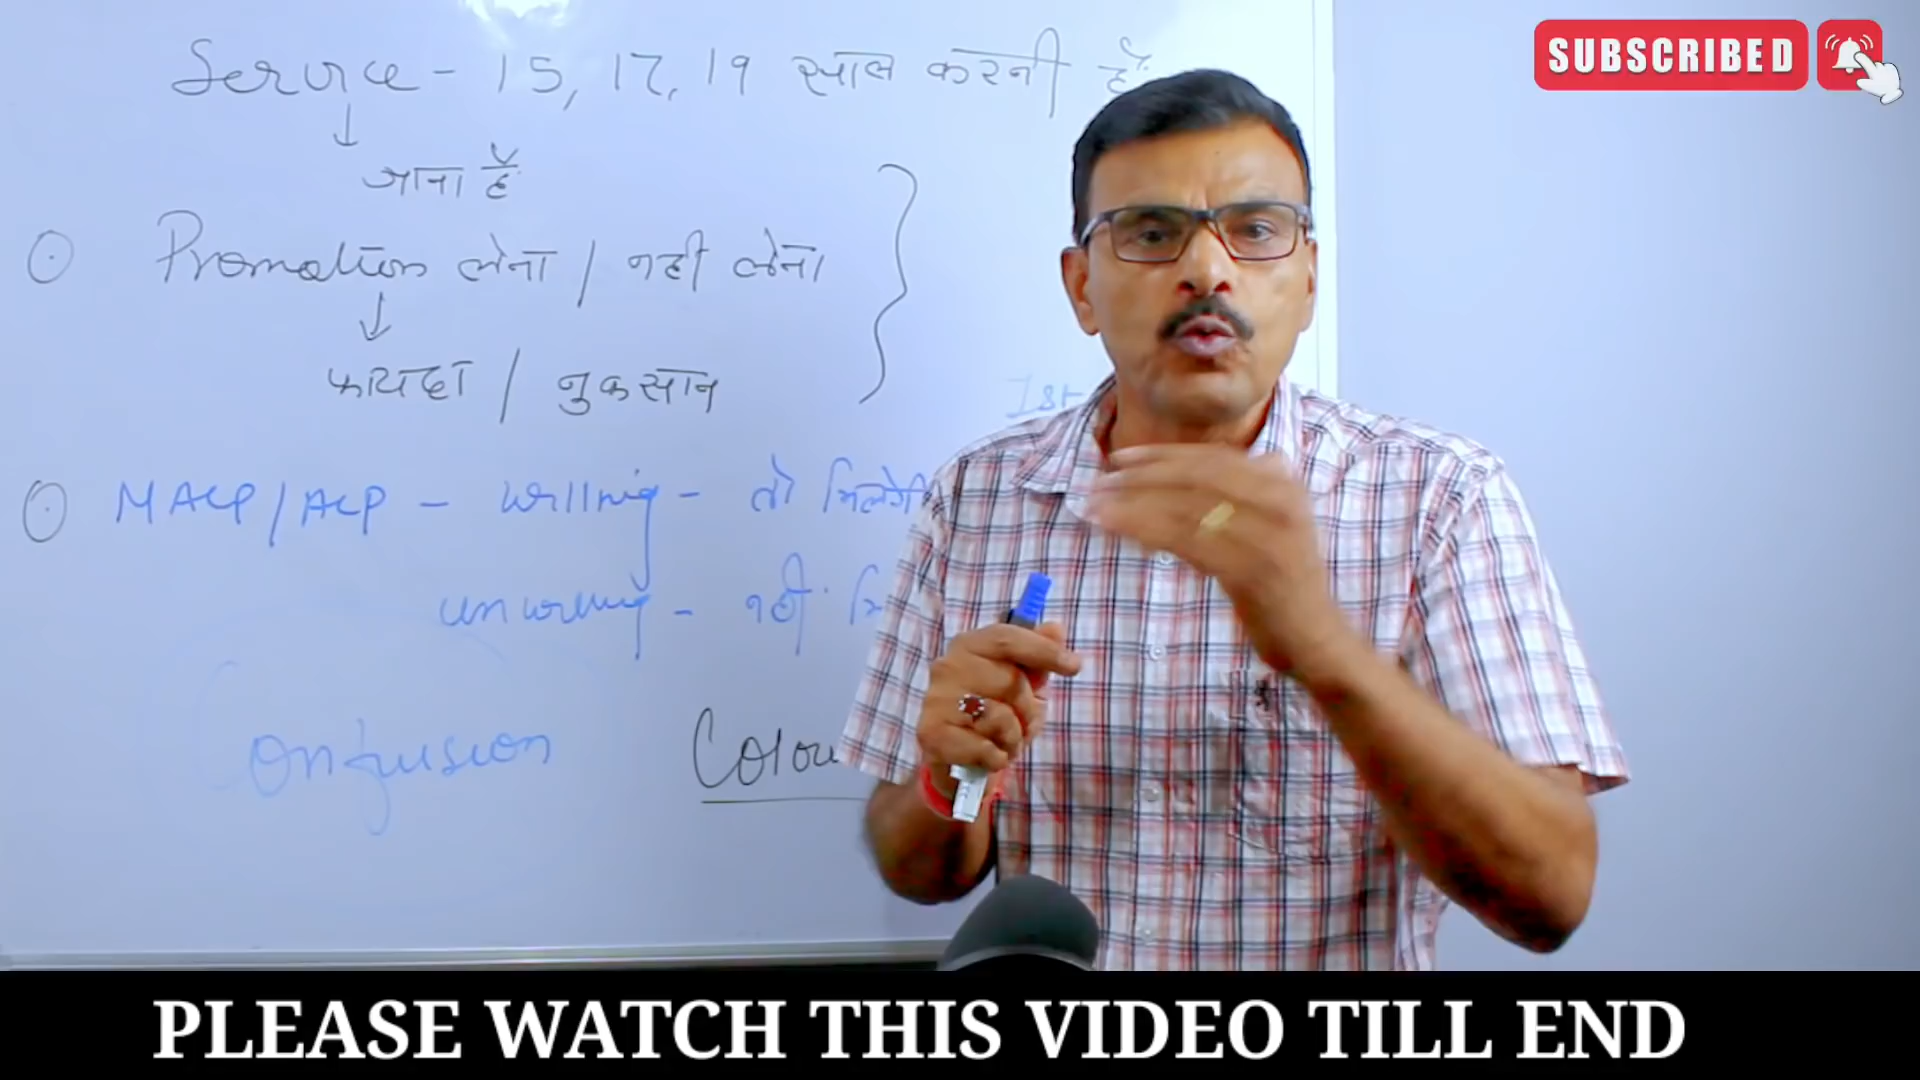 Service - 15, 17, 19 साल करनी है
SUBSCRIBED
जाना है
Promotion लेना / नही लेना
फायदा / नुकसान
1st
MACP/ACP - willing - तो मिलेगी
unwilling - नही
Confusion
Colou
PLEASE WATCH THIS VIDEO TILL END